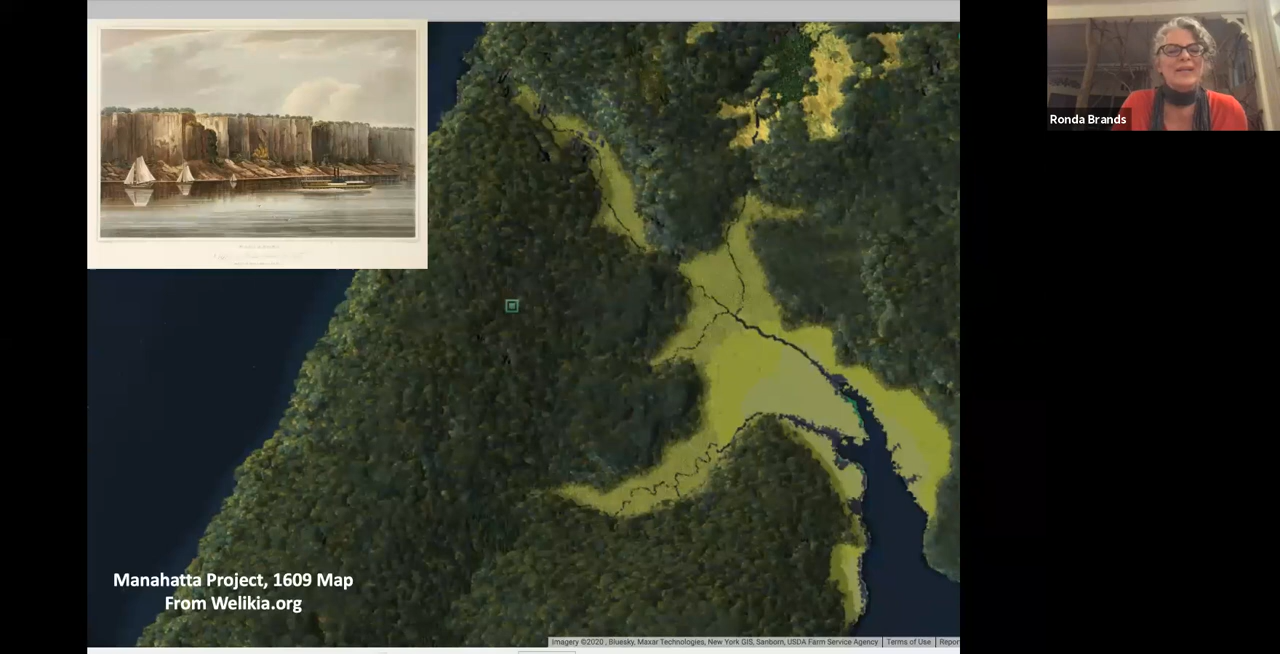 Ronda Brands
Manahatta Project, 1609 Map
From Welikia.org
Imagery ©2020 , Bluesky, Maxar Technologies, New York GIS, Sanborn, USDA Farm Service Agency
Terms of Use
Repor